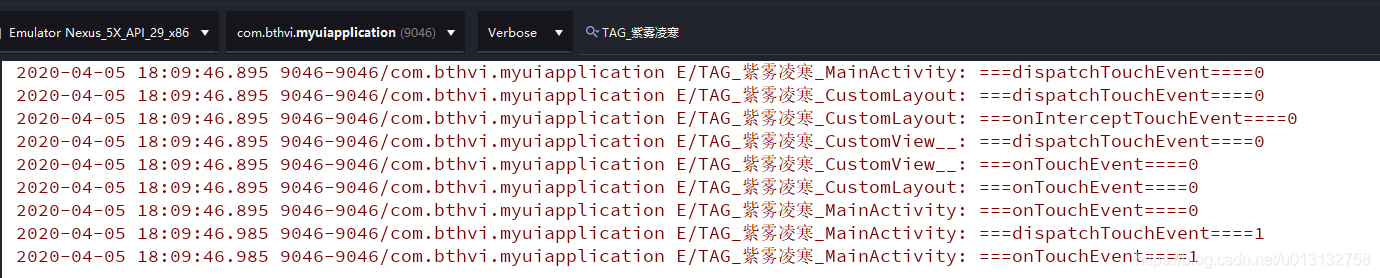 Emulator Nexus_5X_API_29_x86 com.bthvi.myuiapplication (9046) Verbose TAG_紫雾凌寒
2020-04-05 18:09:46.895 9046-9046/com.bthvi.myuiapplication E/TAG_紫雾凌寒_MainActivity: ===dispatchTouchEvent====0
2020-04-05 18:09:46.895 9046-9046/com.bthvi.myuiapplication E/TAG_紫雾凌寒_CustomLayout: ===dispatchTouchEvent====0
2020-04-05 18:09:46.895 9046-9046/com.bthvi.myuiapplication E/TAG_紫雾凌寒_CustomLayout: ===onInterceptTouchEvent====0
2020-04-05 18:09:46.895 9046-9046/com.bthvi.myuiapplication E/TAG_紫雾凌寒_CustomView__: ===dispatchTouchEvent====0
2020-04-05 18:09:46.895 9046-9046/com.bthvi.myuiapplication E/TAG_紫雾凌寒_CustomView__: ===onTouchEvent====0
2020-04-05 18:09:46.895 9046-9046/com.bthvi.myuiapplication E/TAG_紫雾凌寒_CustomLayout: ===onTouchEvent====0
2020-04-05 18:09:46.895 9046-9046/com.bthvi.myuiapplication E/TAG_紫雾凌寒_MainActivity: ===onTouchEvent====0
2020-04-05 18:09:46.985 9046-9046/com.bthvi.myuiapplication E/TAG_紫雾凌寒_MainActivity: ===dispatchTouchEvent====1
2020-04-05 18:09:46.985 9046-9046/com.bthvi.myuiapplication E/TAG_紫雾凌寒_MainActivity: ===onTouchEvent====1
https://blog.csdn.net/u013132758